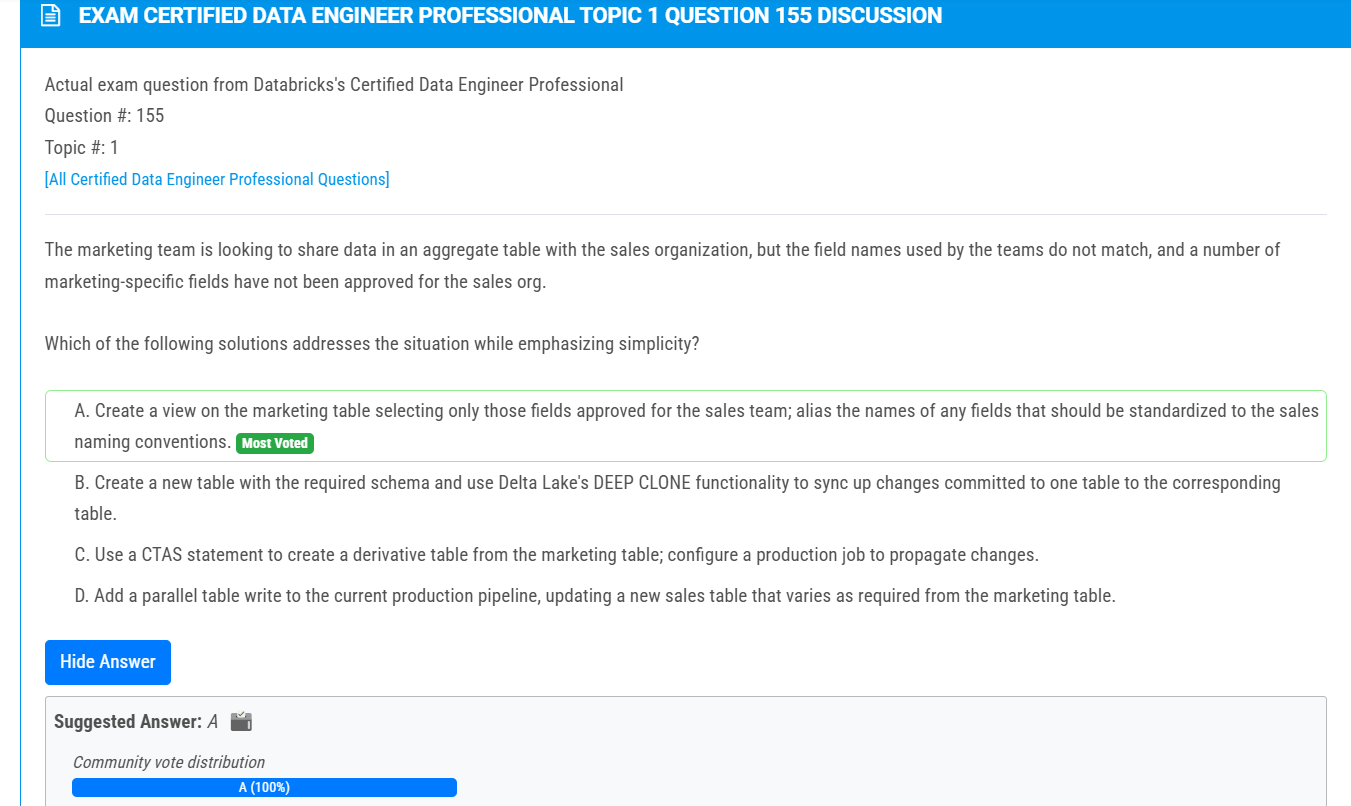 EXAM CERTIFIED DATA ENGINEER PROFESSIONAL TOPIC 1 QUESTION 155 DISCUSSION
Actual exam question from Databricks's Certified Data Engineer Professional
Question #: 155
Topic #: 1
[All Certified Data Engineer Professional Questions]
The marketing team is looking to share data in an aggregate table with the sales organization, but the field names used by the teams do not match, and a number of
marketing-specific fields have not been approved for the sales org.
Which of the following solutions addresses the situation while emphasizing simplicity?
A. Create a view on the marketing table selecting only those fields approved for the sales team; alias the names of any fields that should be standardized to the sales
naming conventions. Most Voted
B. Create a new table with the required schema and use Delta Lake's DEEP CLONE functionality to sync up changes committed to one table to the corresponding
table.
C. Use a CTAS statement to create a derivative table from the marketing table; configure a production job to propagate changes.
D. Add a parallel table write to the current production pipeline, updating a new sales table that varies as required from the marketing table.
Hide Answer
Suggested Answer: A
Community vote distribution
A (100%)